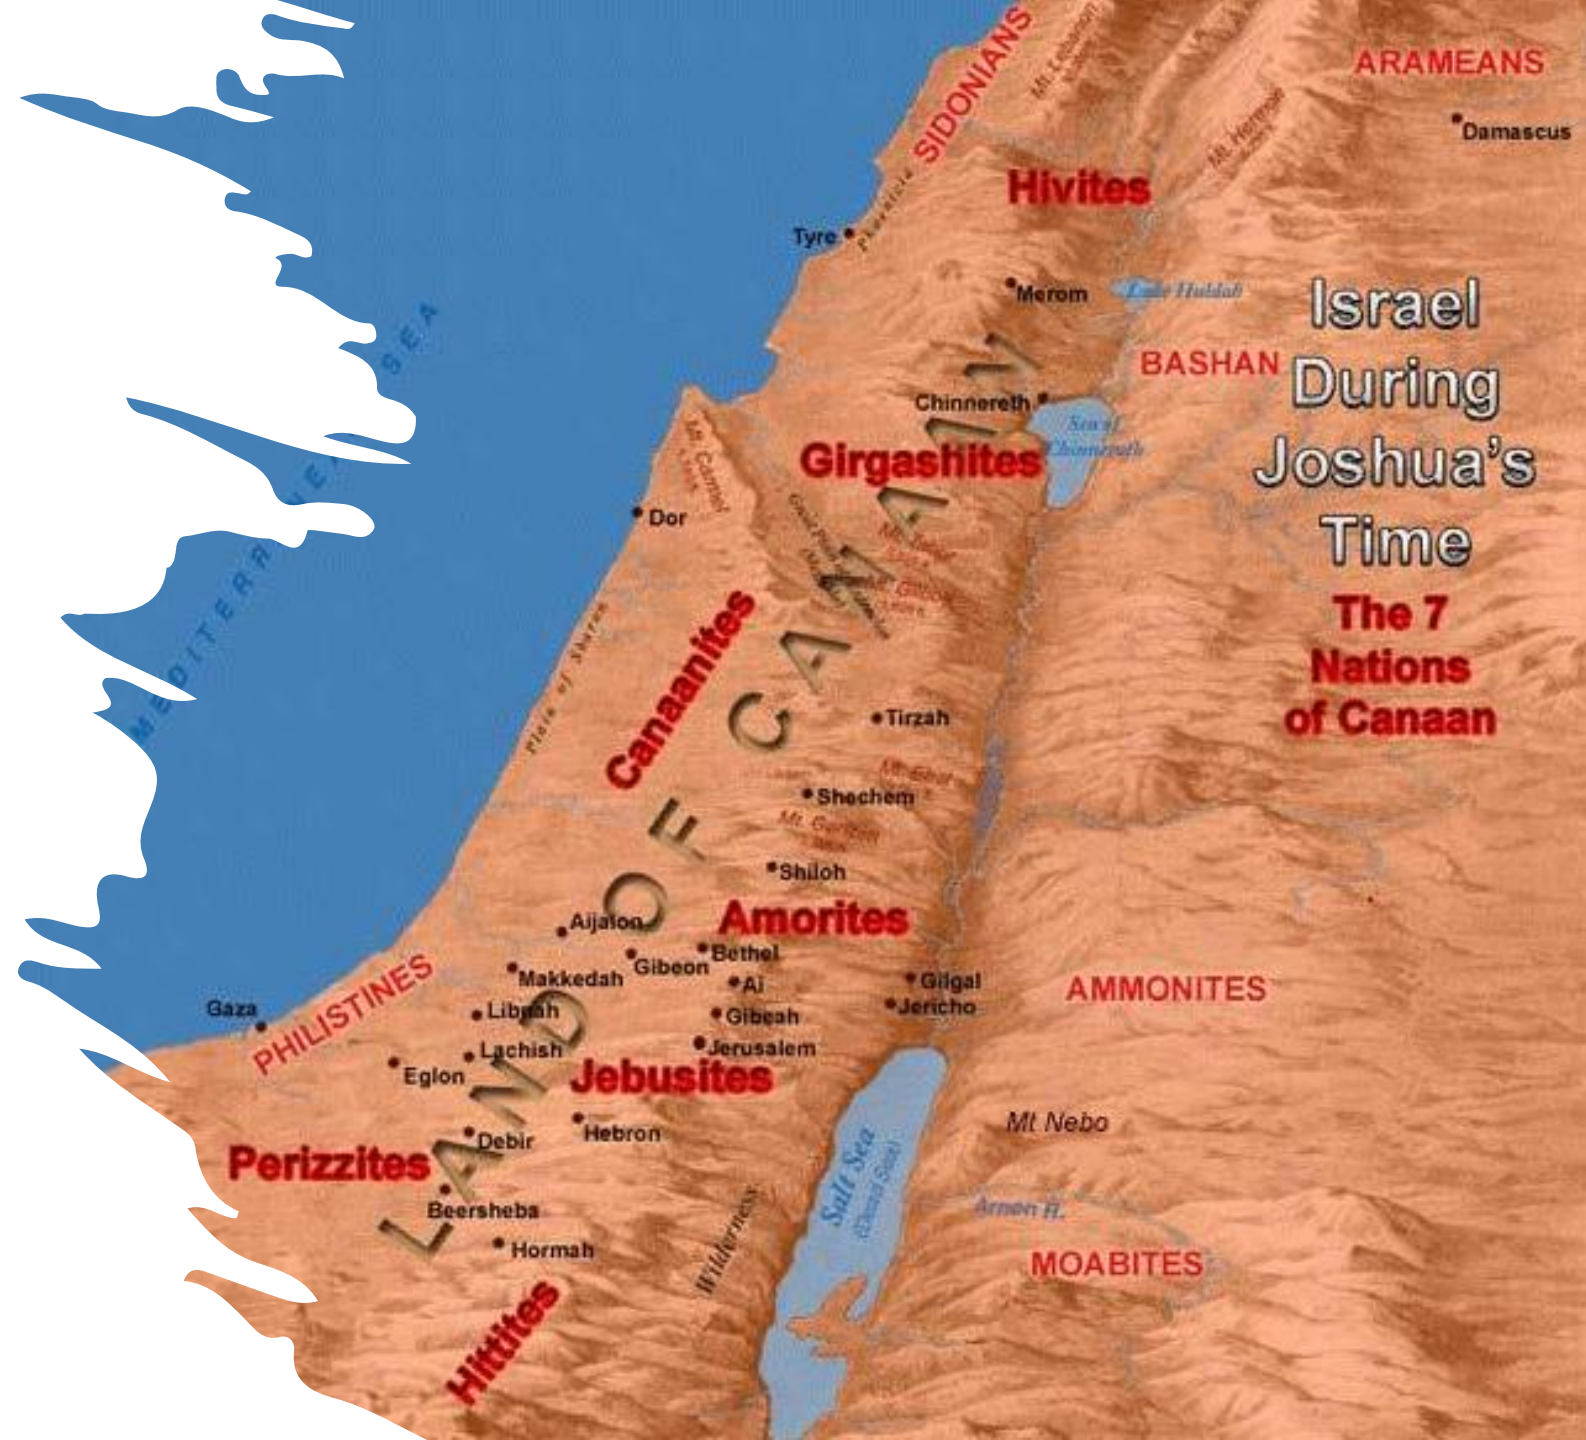 SIDONIANS
Mt. Lebanon
ARAMEANS
Damascus
Mt. Hermon
Hivites
Phoenicia
Tyre
Merom
Lake Huldah
Israel
During
Joshua's
Time
The 7
Nations
of Canaan
BASHAN
MEDITERR NEA SEA
Chinnereth
Sea of
Chinnereth
Girgashites
Mt. Carmel
Dor
Canaanites
Plain of Sharon
LAND OF CANAAN
Tirzah
Mt. Ebal
Shechem
Mt. Gerizim
Shiloh
Amorites
Aijalon
Bethel
Gibeon
Makkedah
Ai
Gilgal
Jericho
AMMONITES
PHILISTINES
Gaza
Libnah
Gibeah
Lachish
Jerusalem
Eglon
Jebusites
Hebron
Debir
Perizzites
Mt Nebo
Salt Sea
(Dead Sea)
Beersheba
Hormah
Wilderness
Arnon R.
MOABITES
Hittites